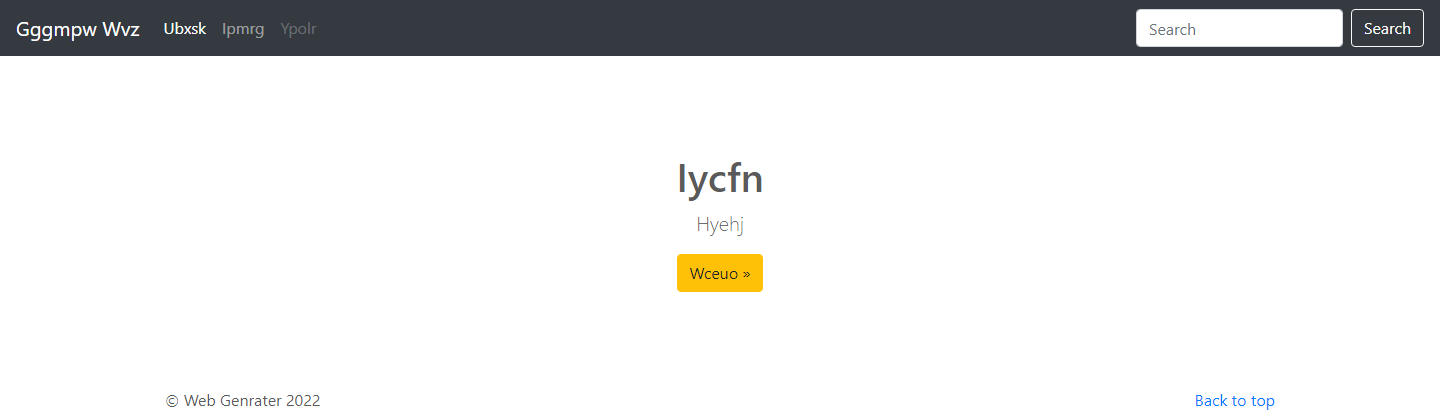 Gggmpw Wvz Ubxsk Ipmrg Ypolr Search Search
Iycfn
Hyehj
Wceuo »
© Web Genrater 2022 Back to top